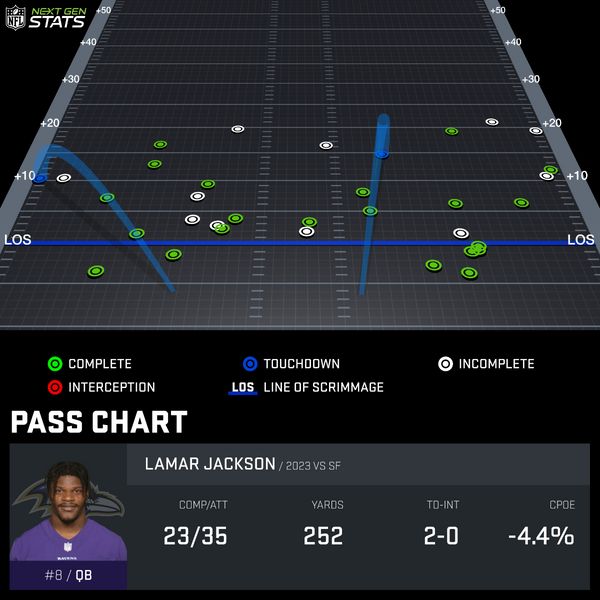 NFL NEXT GEN STATS
+50 +50
+40 +40
+30 +30
+20 +20
+10 +10
LOS LOS
COMPLETE TOUCHDOWN INCOMPLETE
INTERCEPTION LOS LINE OF SCRIMMAGE
PASS CHART
LAMAR JACKSON / 2023 VS SF
COMP/ATT YARDS TD-INT CPOE
23/35 252 2-0 -4.4%
RAVENS
#8 / QB